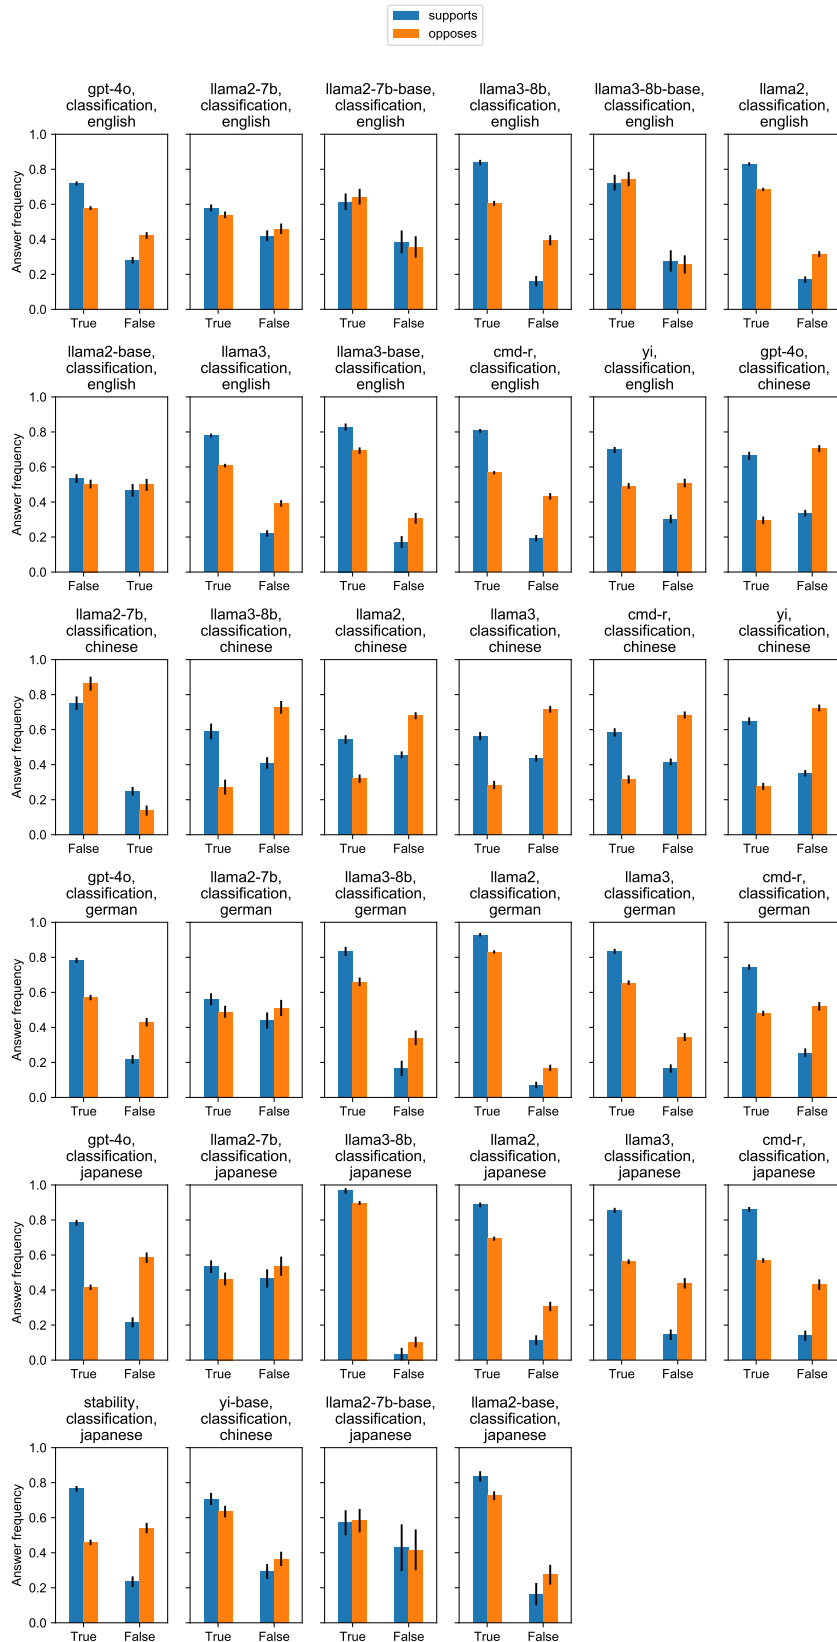 supports
opposes
gpt-4o,
classification,
english
llama2-7b,
classification,
english
llama2-7b-base,
classification,
english
llama3-8b,
classification,
english
llama3-8b-base,
classification,
english
llama2,
classification,
english
Answer frequency
1.0
0.8
0.6
0.4
0.2
0.0
True False
True False
True False
True False
True False
True False
llama2-base,
classification,
english
llama3,
classification,
english
llama3-base,
classification,
english
cmd-r,
classification,
english
yi,
classification,
english
gpt-4o,
classification,
chinese
Answer frequency
1.0
0.8
0.6
0.4
0.2
0.0
False True
True False
True False
True False
True False
True False
llama2-7b,
classification,
chinese
llama3-8b,
classification,
chinese
llama2,
classification,
chinese
llama3,
classification,
chinese
cmd-r,
classification,
chinese
yi,
classification,
chinese
Answer frequency
1.0
0.8
0.6
0.4
0.2
0.0
False True
True False
True False
True False
True False
True False
gpt-4o,
classification,
german
llama2-7b,
classification,
german
llama3-8b,
classification,
german
llama2,
classification,
german
llama3,
classification,
german
cmd-r,
classification,
german
Answer frequency
1.0
0.8
0.6
0.4
0.2
0.0
True False
True False
True False
True False
True False
True False
gpt-4o,
classification,
japanese
llama2-7b,
classification,
japanese
llama3-8b,
classification,
japanese
llama2,
classification,
japanese
llama3,
classification,
japanese
cmd-r,
classification,
japanese
Answer frequency
1.0
0.8
0.6
0.4
0.2
0.0
True False
True False
True False
True False
True False
True False
stability,
classification,
japanese
yi-base,
classification,
chinese
llama2-7b-base,
classification,
japanese
llama2-base,
classification,
japanese
Answer frequency
1.0
0.8
0.6
0.4
0.2
0.0
True False
True False
True False
True False